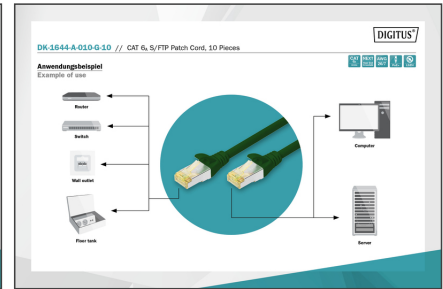 DIGITUS®
DK-1644-A-010-G-10 // CAT 6A S/FTP Patch Cord, 10 Pieces
Anwendungsbeispiel
Example of use
Router
Switch
Wall outlet
Floor tank
Computer
Server